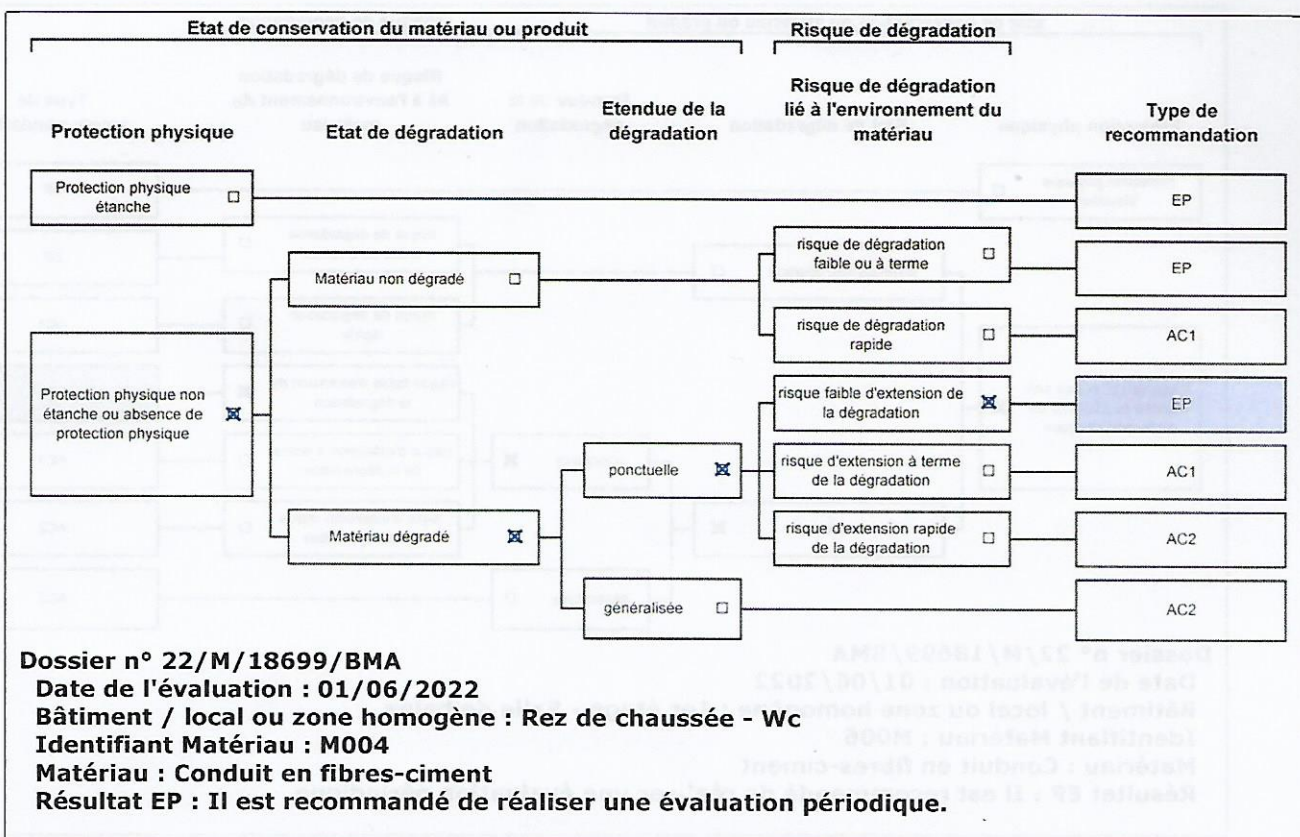 Etat de conservation du matériau ou produit
Risque de dégradation
Protection physique
Etat de dégradation
Etendue de la
dégradation
Risque de dégradation
lié à l'environnement du
matériau
Type de
recommandation
Protection physique
étanche
EP
Matériau non dégradé
risque de dégradation
faible ou à terme
EP
risque de dégradation
rapide
AC1
Protection physique non
étanche ou absence de
protection physique
risque faible d'extension de
la dégradation
EP
ponctuelle
risque d'extension à terme
de la dégradation
AC1
Matériau dégradé
risque d'extension rapide
de la dégradation
AC2
généralisée
AC2
Dossier n° 22/M/18699/BMA
Date de l'évaluation : 01/06/2022
Bâtiment / local ou zone homogène : Rez de chaussée - Wc
Identifiant Matériau : M004
Matériau : Conduit en fibres-ciment
Résultat EP : Il est recommandé de réaliser une évaluation périodique.